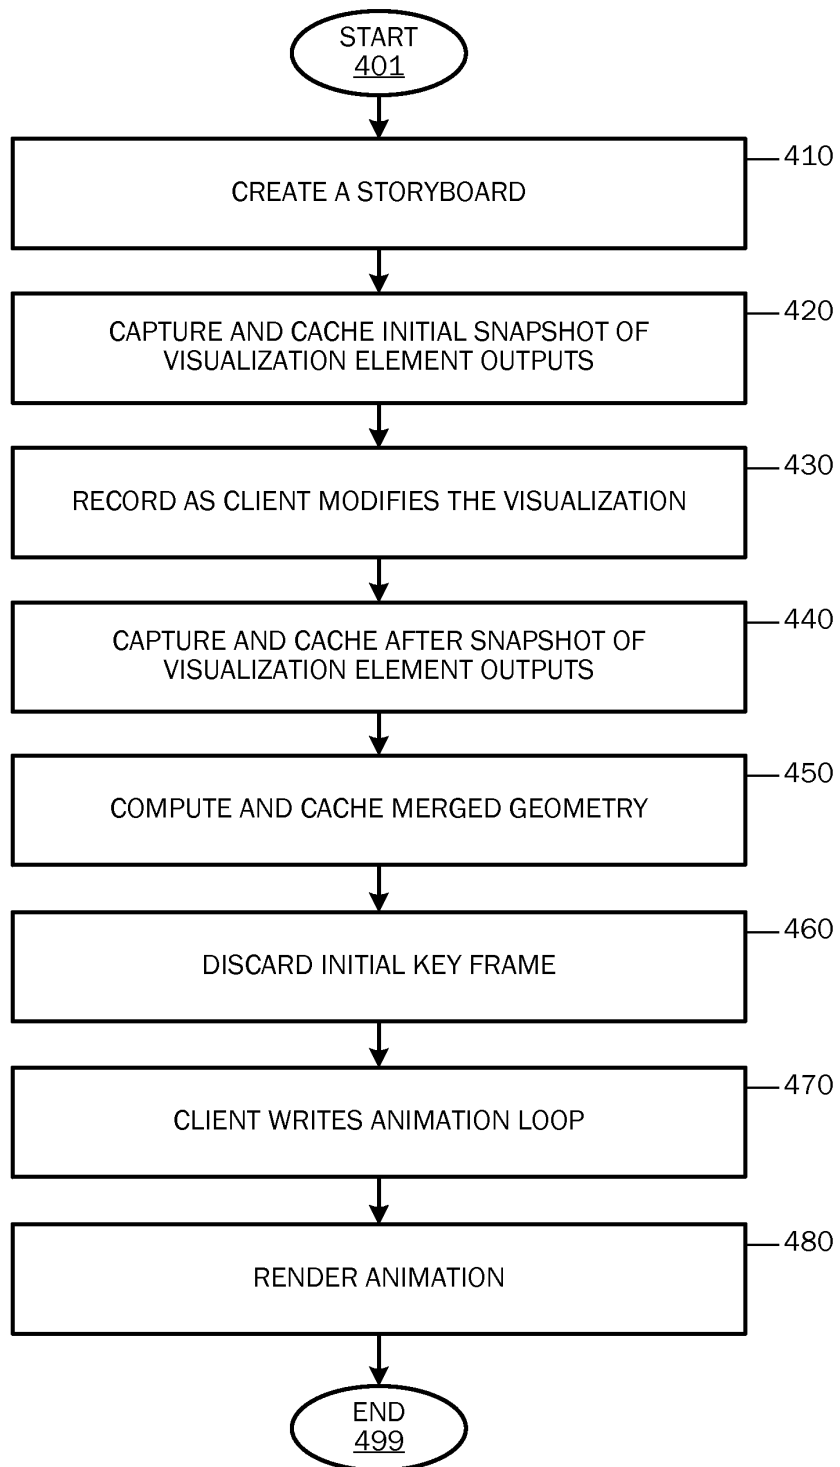 START
401
410
CREATE A STORYBOARD
420
CAPTURE AND CACHE INITIAL SNAPSHOT OF
VISUALIZATION ELEMENT OUTPUTS
430
RECORD AS CLIENT MODIFIES THE VISUALIZATION
440
CAPTURE AND CACHE AFTER SNAPSHOT OF
VISUALIZATION ELEMENT OUTPUTS
450
COMPUTE AND CACHE MERGED GEOMETRY
460
DISCARD INITIAL KEY FRAME
470
CLIENT WRITES ANIMATION LOOP
480
RENDER ANIMATION
END
499